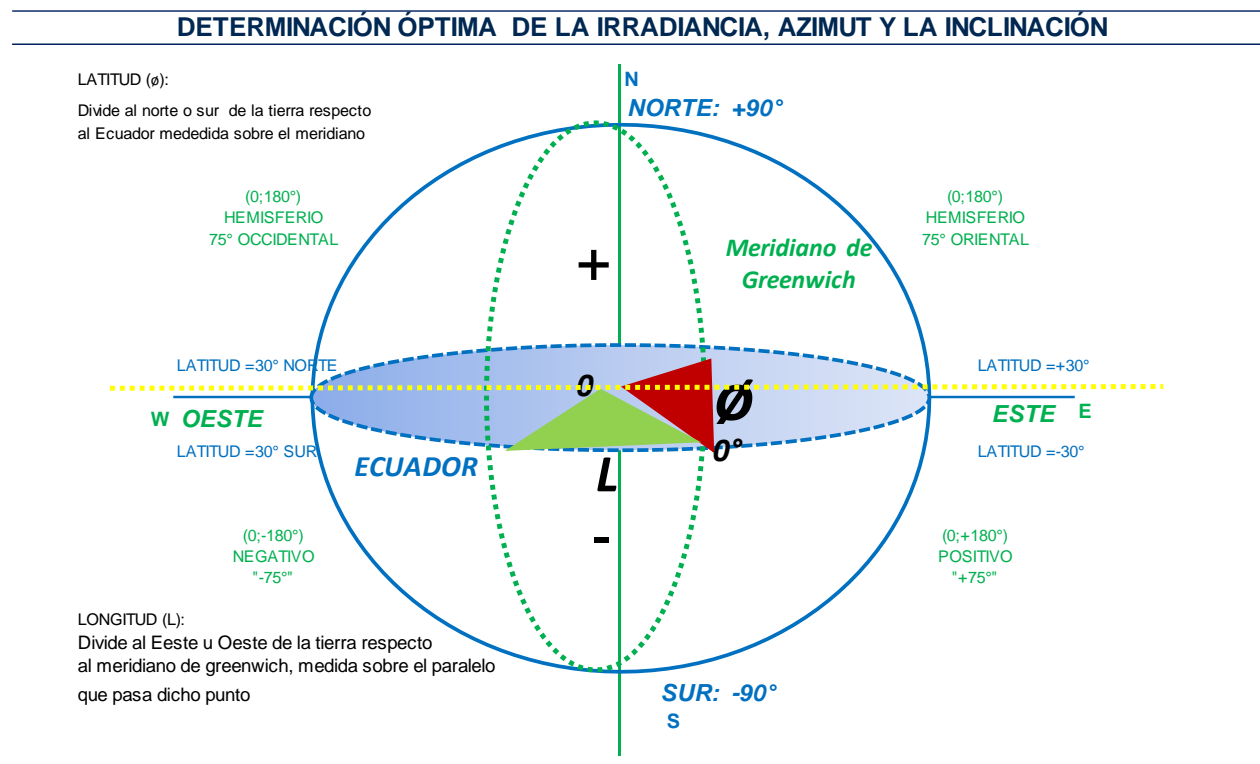 DETERMINACIÓN ÓPTIMA DE LA IRRADIANCIA, AZIMUT Y LA INCLINACIÓN
LATITUD (ø):
Divide al norte o sur de la tierra respecto
al Ecuador mededida sobre el meridiano
N
NORTE: +90°
(0;180°)
HEMISFERIO
75° OCCIDENTAL
(0;180°)
HEMISFERIO
75° ORIENTAL
Meridiano de
Greenwich
+
LATITUD =30° NORTE
LATITUD =+30°
0
Ø
W OESTE
ESTE E
LATITUD =30° SUR
LATITUD =-30°
0°
ECUADOR
L
-
(0;-180°)
NEGATIVO
"-75°"
(0;+180°)
POSITIVO
"+75°"
LONGITUD (L):
Divide al Eeste u Oeste de la tierra respecto
al meridiano de greenwich, medida sobre el paralelo
que pasa dicho punto
SUR: -90°
S